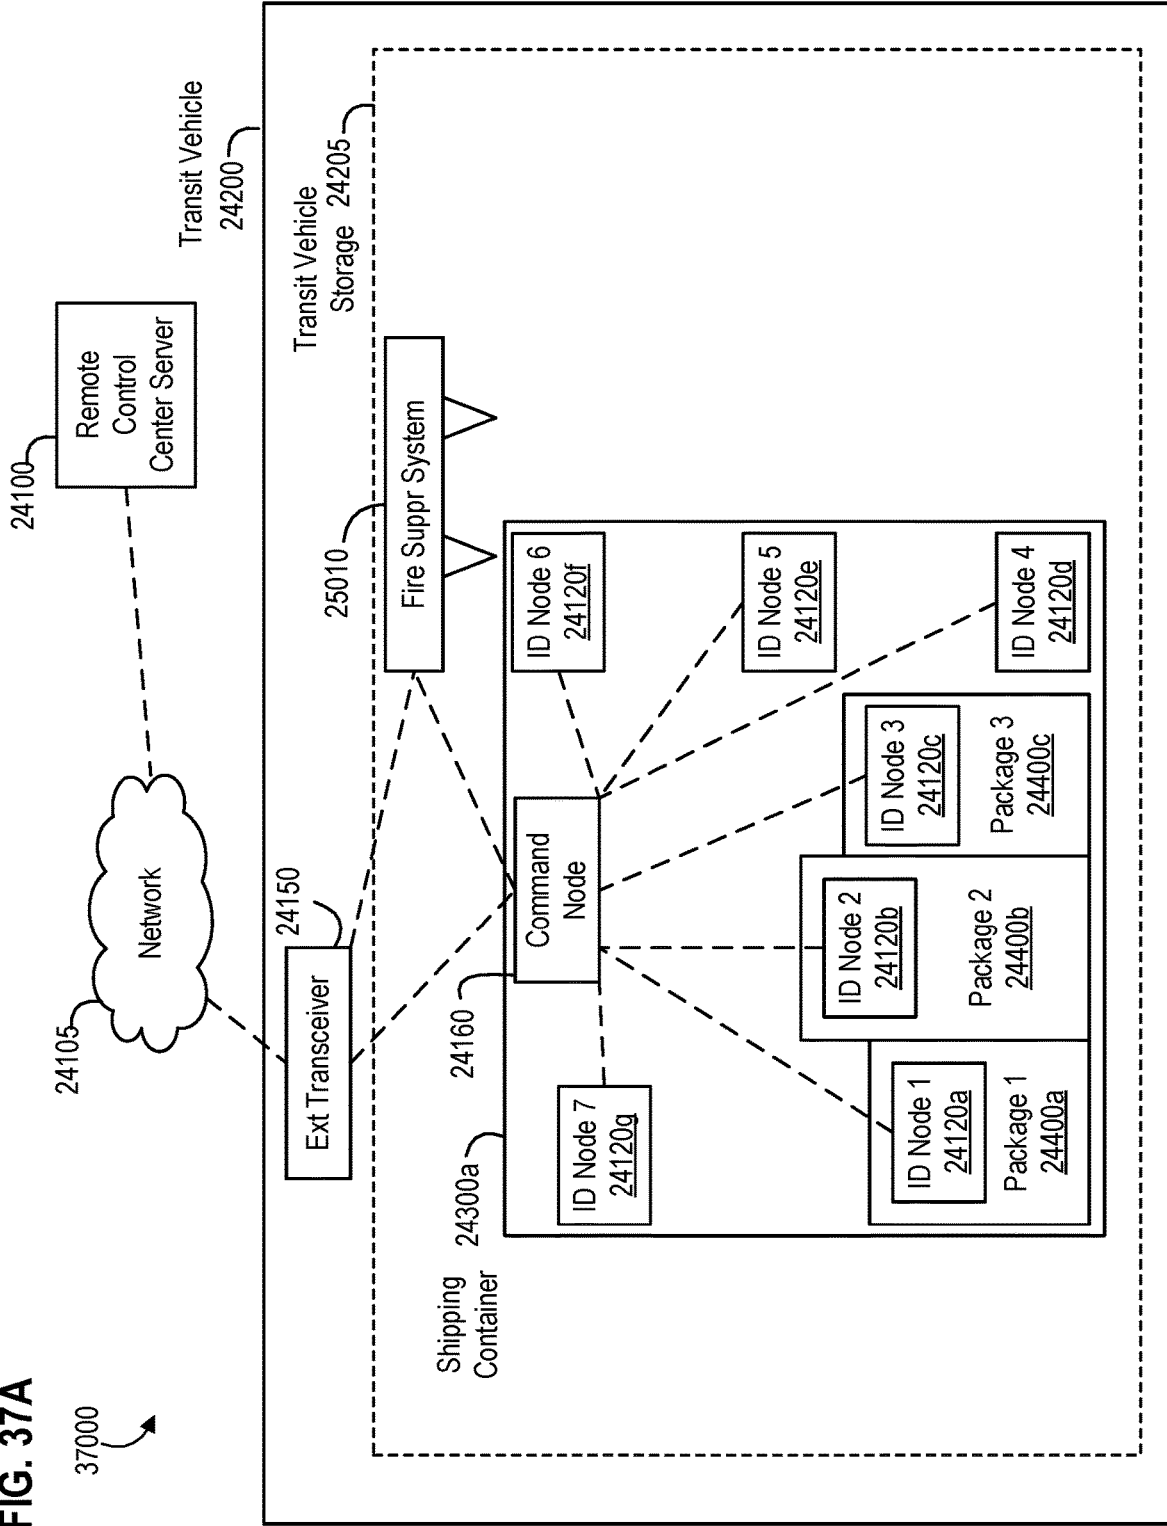 FIG. 37A
37000
24105
Network
24100
Remote
Control
Center Server
Transit Vehicle
24200
Ext Transceiver
24150
Transit Vehicle
Storage 24205
25010
Fire Suppr System
Shipping
Container
24300a
24160
Command
Node
ID Node 7
24120g
ID Node 6
24120f
ID Node 5
24120e
ID Node 4
24120d
ID Node 1
24120a
Package 1
24400a
ID Node 2
24120b
Package 2
24400b
ID Node 3
24120c
Package 3
24400c